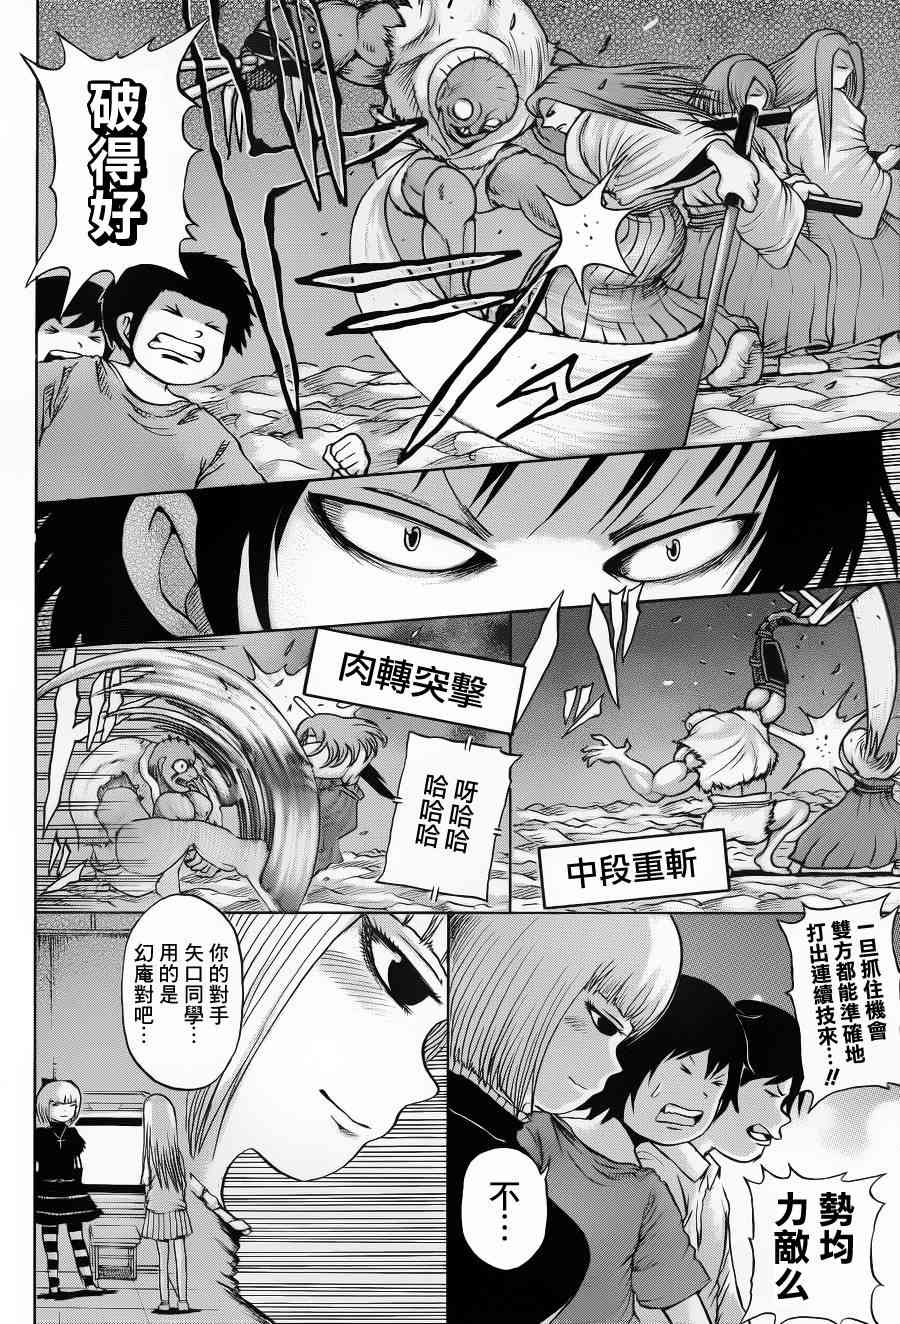 破得好
肉轉突擊
呀哈哈
哈哈哈
中段重斬
一旦抓住機會
雙方都能準確地
打出連續技來…!!
勢均
力敵么
不…
你的對手
矢口同學…
用的是
幻庵對吧…